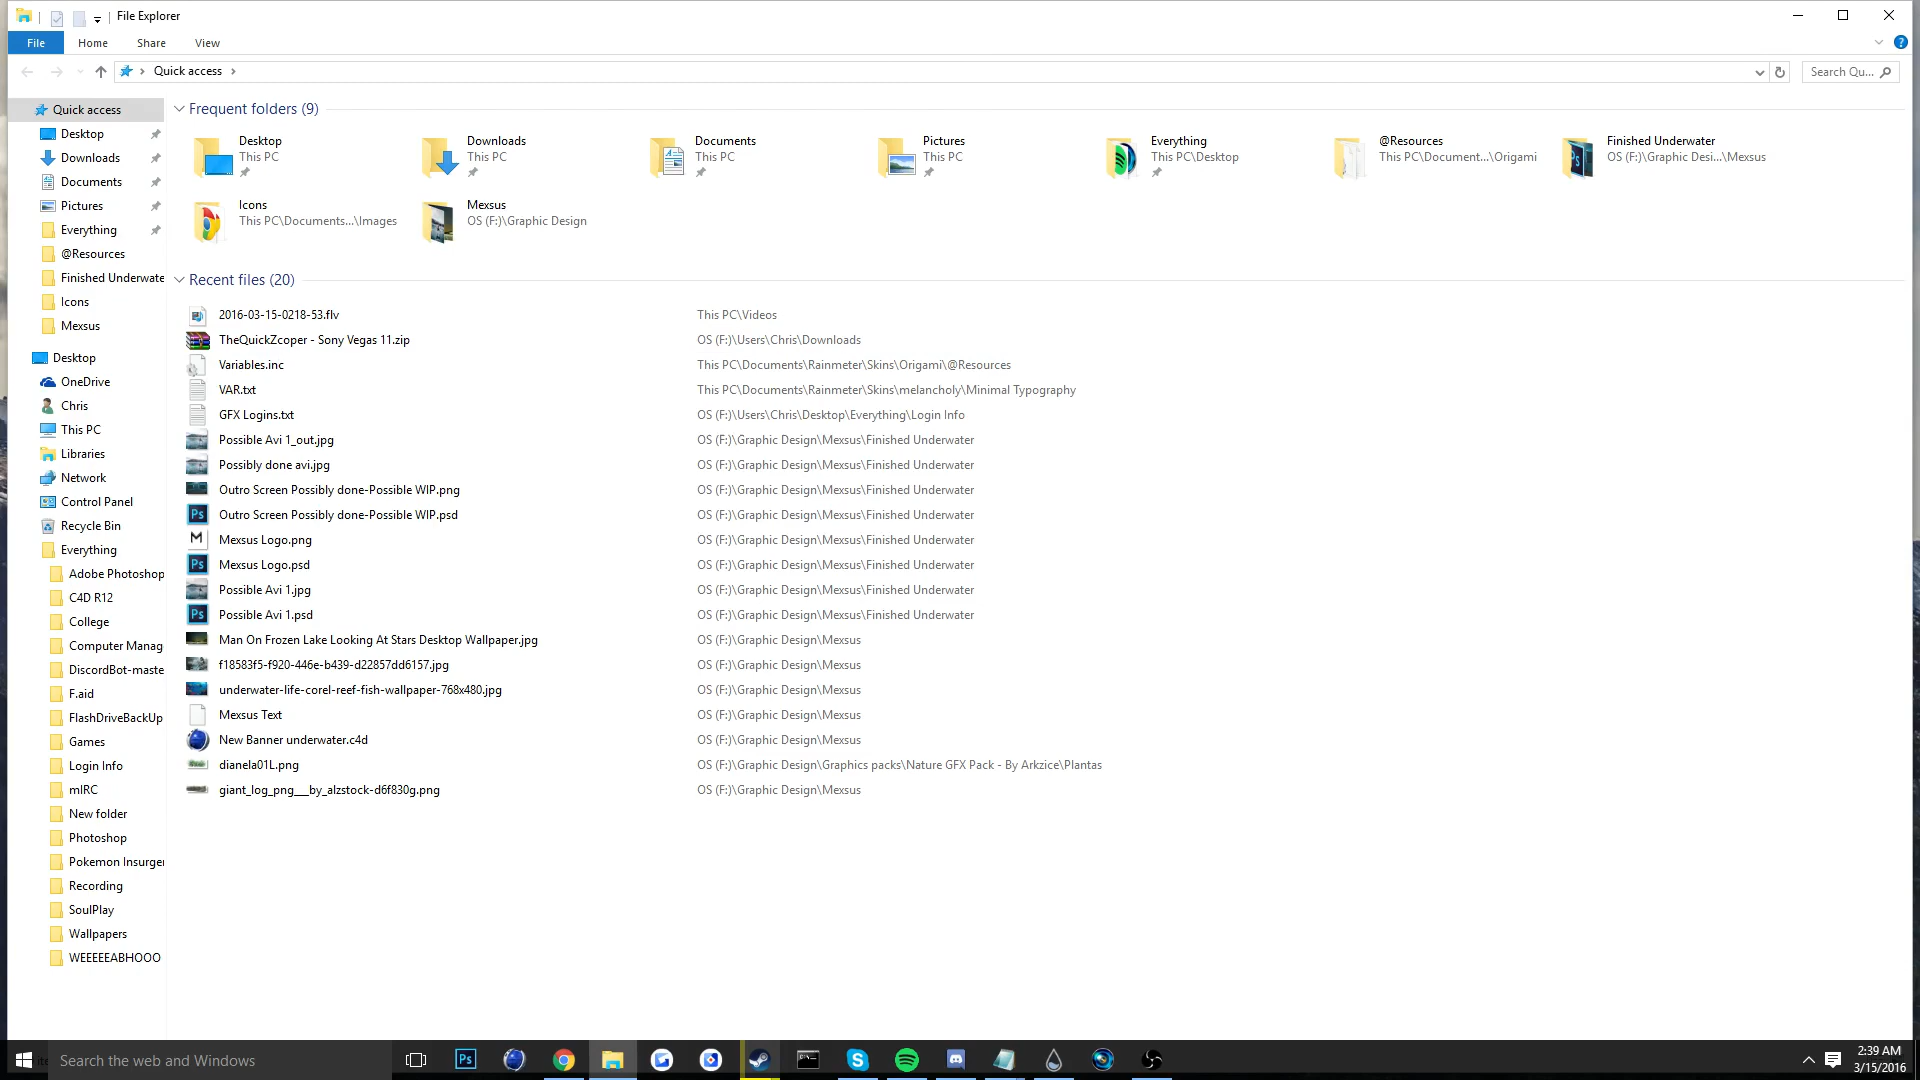 File Explorer
File Home Share View
Quick access
Search Qu...
Quick access
Desktop
Downloads
Documents
Pictures
Everything
@Resources
Finished Underwate
Icons
Mexsus
Desktop
OneDrive
Chris
This PC
Libraries
Network
Control Panel
Recycle Bin
Everything
Adobe Photoshop
C4D R12
College
Computer Manag
DiscordBot-maste
F.aid
FlashDriveBackUp
Games
Login Info
mIRC
New folder
Photoshop
Pokemon Insurger
Recording
SoulPlay
Wallpapers
WEEEEEABHOOO
Frequent folders (9)
Desktop
This PC
Downloads
This PC
Documents
This PC
Pictures
This PC
Everything
This PC\Desktop
@Resources
This PC\Document...\Origami
Finished Underwater
OS (F:)\Graphic Desi...\Mexsus
Icons
This PC\Documents...\Images
Mexsus
OS (F:)\Graphic Design
Recent files (20)
2016-03-15-0218-53.flv This PC\Videos
TheQuickZcoper - Sony Vegas 11.zip OS (F:)\Users\Chris\Downloads
Variables.inc This PC\Documents\Rainmeter\Skins\Origami\@Resources
VAR.txt This PC\Documents\Rainmeter\Skins\melancholy\Minimal Typography
GFX Logins.txt OS (F:)\Users\Chris\Desktop\Everything\Login Info
Possible Avi 1_out.jpg OS (F:)\Graphic Design\Mexsus\Finished Underwater
Possibly done avi.jpg OS (F:)\Graphic Design\Mexsus\Finished Underwater
Outro Screen Possibly done-Possible WIP.png OS (F:)\Graphic Design\Mexsus\Finished Underwater
Outro Screen Possibly done-Possible WIP.psd OS (F:)\Graphic Design\Mexsus\Finished Underwater
Mexsus Logo.png OS (F:)\Graphic Design\Mexsus\Finished Underwater
Mexsus Logo.psd OS (F:)\Graphic Design\Mexsus\Finished Underwater
Possible Avi 1.jpg OS (F:)\Graphic Design\Mexsus\Finished Underwater
Possible Avi 1.psd OS (F:)\Graphic Design\Mexsus\Finished Underwater
Man On Frozen Lake Looking At Stars Desktop Wallpaper.jpg OS (F:)\Graphic Design\Mexsus
f18583f5-f920-446e-b439-d22857dd6157.jpg OS (F:)\Graphic Design\Mexsus
underwater-life-corel-reef-fish-wallpaper-768x480.jpg OS (F:)\Graphic Design\Mexsus
Mexsus Text OS (F:)\Graphic Design\Mexsus
New Banner underwater.c4d OS (F:)\Graphic Design\Mexsus
dianela01L.png OS (F:)\Graphic Design\Graphics packs\Nature GFX Pack - By Arkzice\Plantas
giant_log_png___by_alzstock-d6f830g.png OS (F:)\Graphic Design\Mexsus
Search the web and Windows
Ps
2:39 AM
3/15/2016